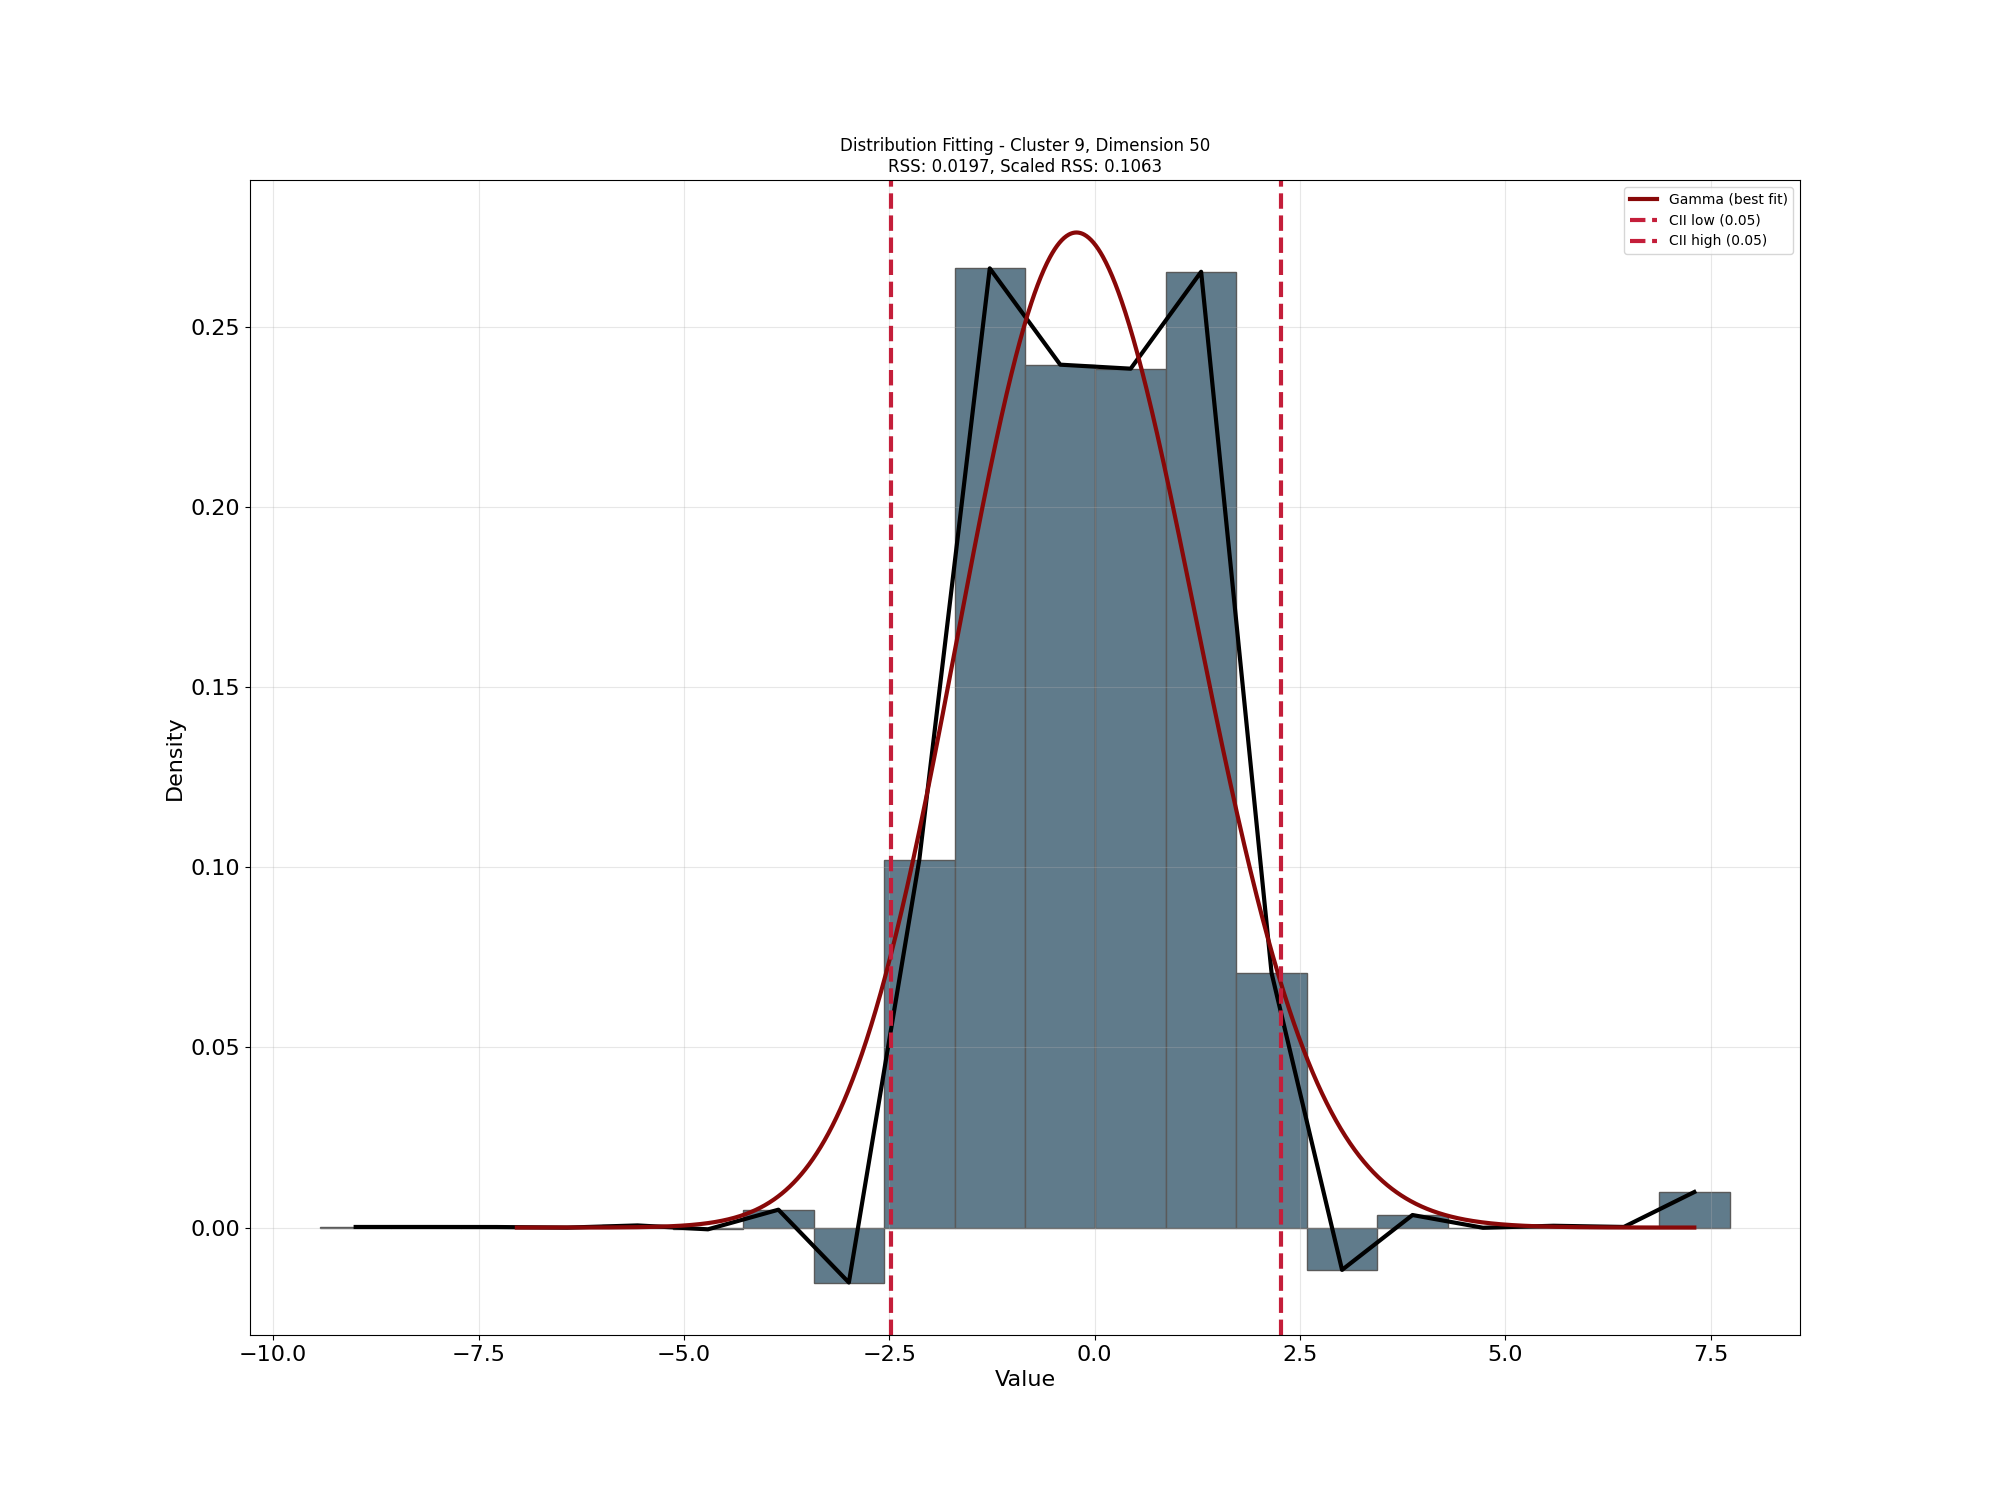 Distribution Fitting - Cluster 9, Dimension 50
RSS: 0.0197, Scaled RSS: 0.1063
Gamma (best fit)
CII low (0.05)
CII high (0.05)
0.25
0.20
0.15
0.10
0.05
0.00
Density
−10.0
−7.5
−5.0
−2.5
0.0
2.5
5.0
7.5
Value